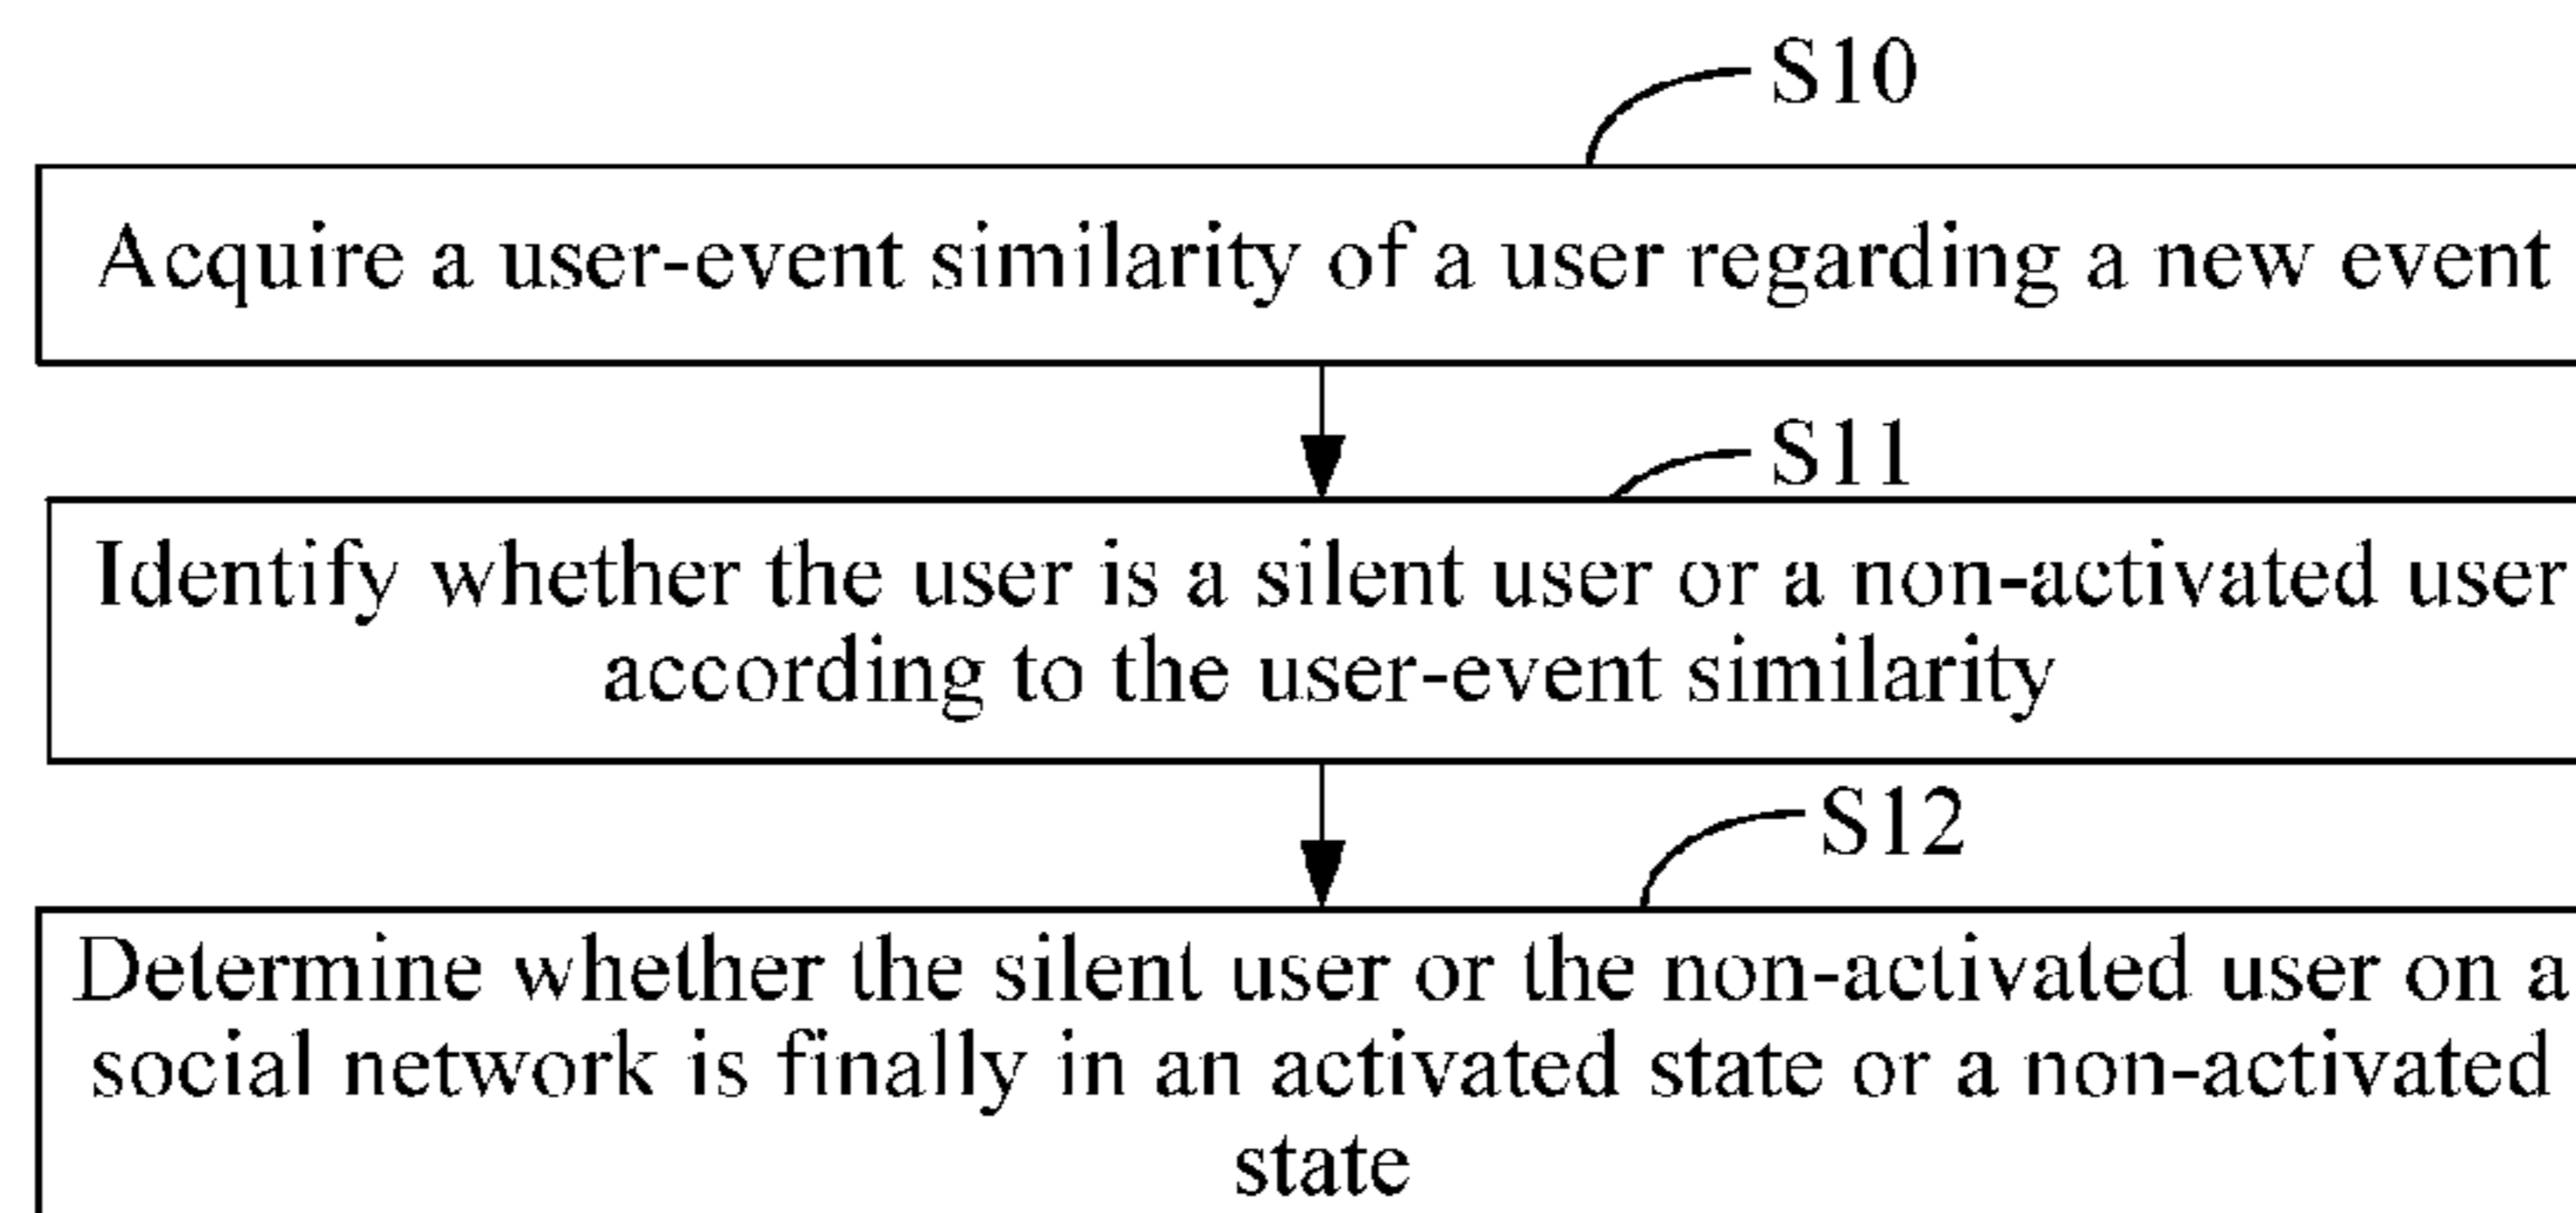 S10
Acquire a user-event similarity of a user regarding a new event
S11
Identify whether the user is a silent user or a non-activated user
according to the user-event similarity
S12
Determine whether the silent user or the non-activated user on a
social network is finally in an activated state or a non-activated
state